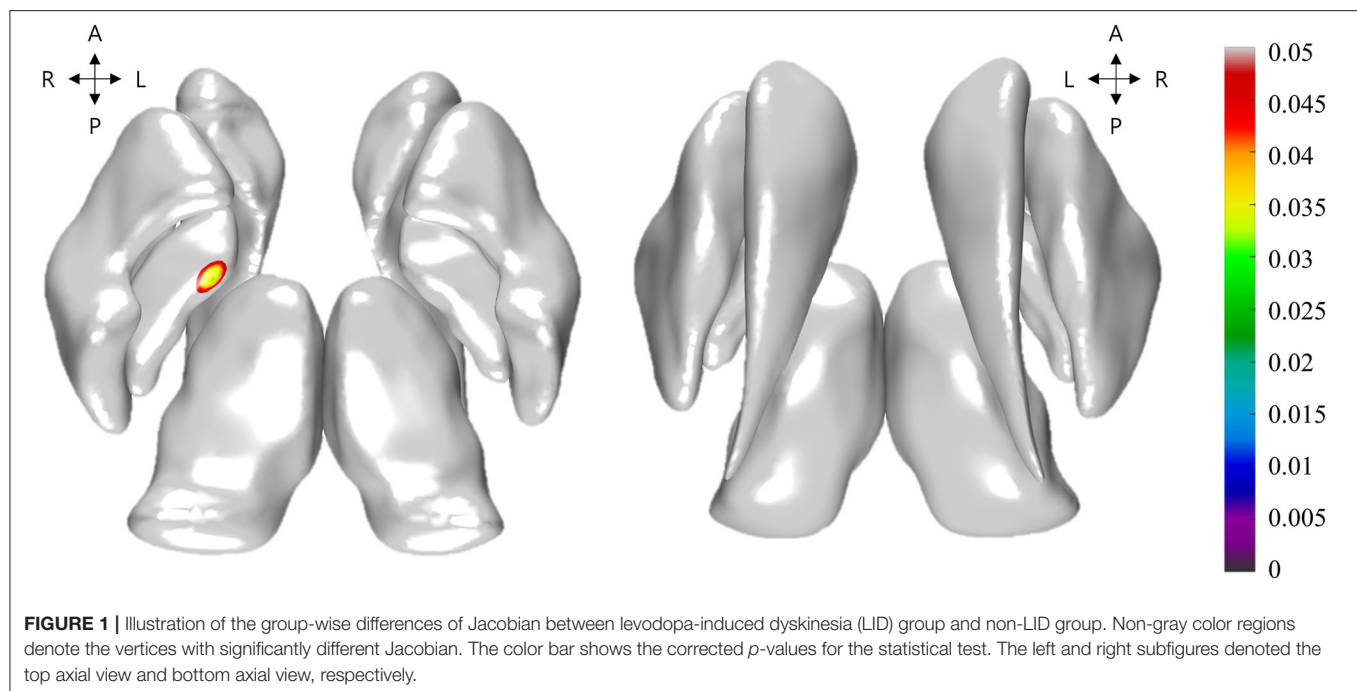 A
R L
P
A
L R
P
0.05
0.045
0.04
0.035
0.03
0.025
0.02
0.015
0.01
0.005
0
FIGURE 1 | Illustration of the group-wise differences of Jacobian between levodopa-induced dyskinesia (LID) group and non-LID group. Non-gray color regions
denote the vertices with significantly different Jacobian. The color bar shows the corrected p-values for the statistical test. The left and right subfigures denoted the
top axial view and bottom axial view, respectively.